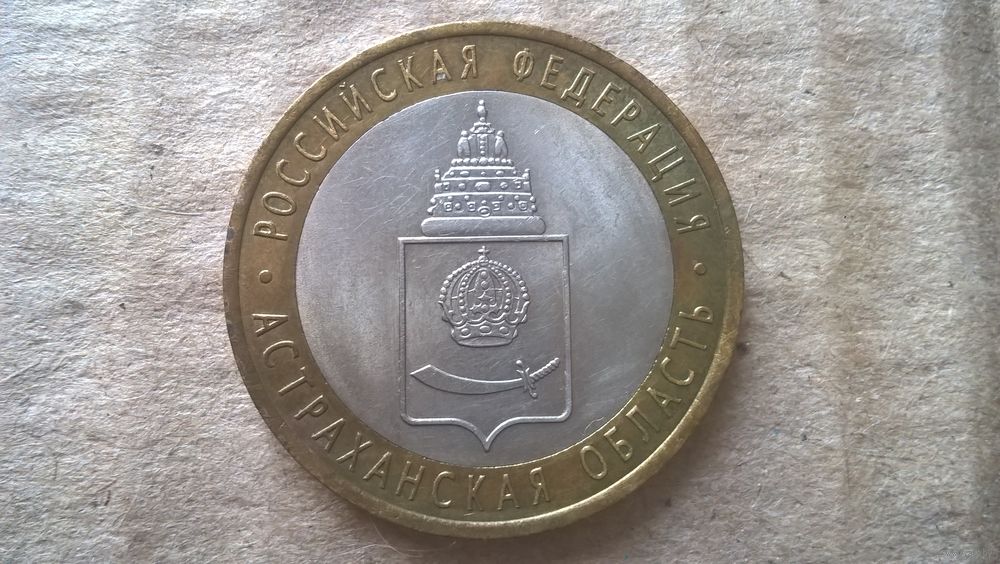 РОССИЙСКАЯ ФЕДЕРАЦИЯ
АСТРАХАНСКАЯ ОБЛАСТЬ